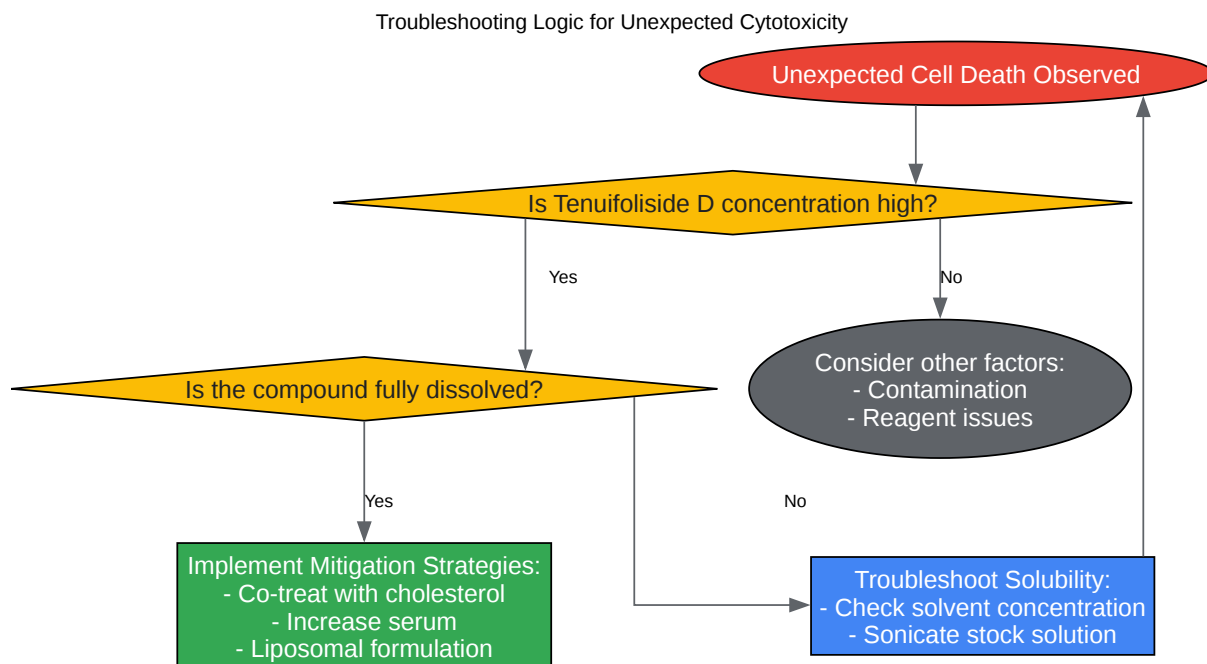 Troubleshooting Logic for Unexpected Cytotoxicity
Unexpected Cell Death Observed
Is Tenuifoliside D concentration high?
Yes
No
Consider other factors:
- Contamination
- Reagent issues
Is the compound fully dissolved?
Yes
No
Implement Mitigation Strategies:
- Co-treat with cholesterol
- Increase serum
- Liposomal formulation
Troubleshoot Solubility:
- Check solvent concentration
- Sonicate stock solution